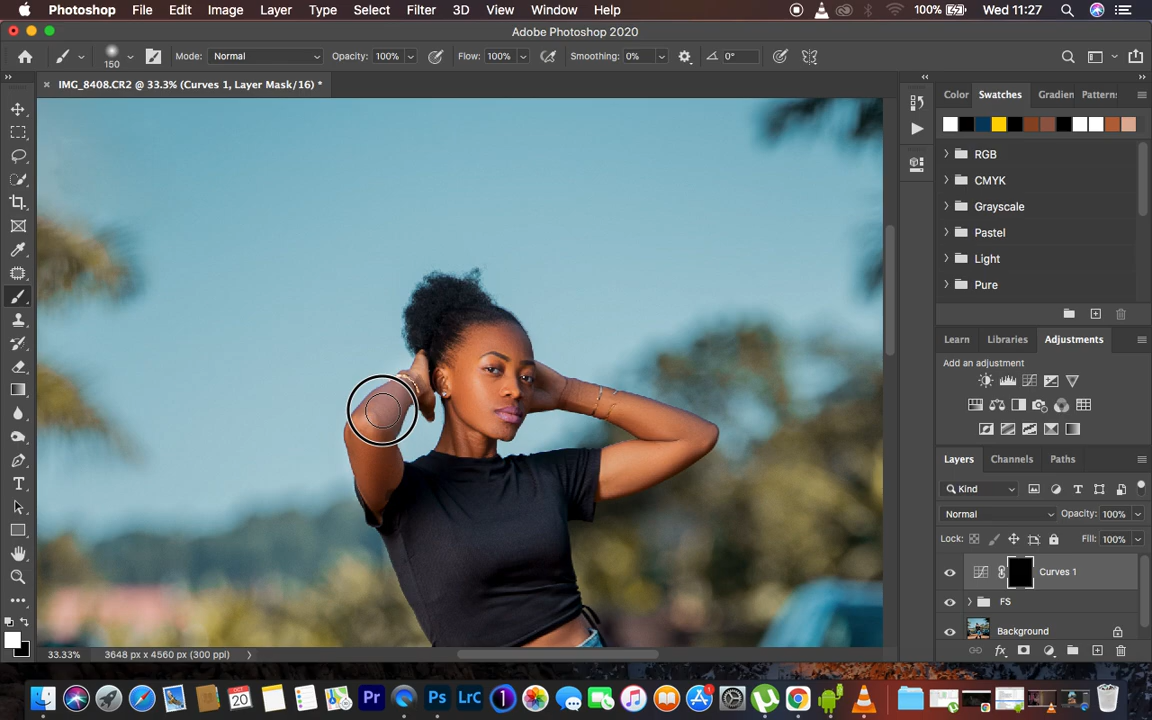 Photoshop File Edit Image Layer Type Select Filter 3D View Window Help 100% Wed 11:27
Adobe Photoshop 2020
150 Mode: Normal Opacity: 100% Flow: 100% Smoothing: 0% 0°
IMG_8408.CR2 @ 33.3% (Curves 1, Layer Mask/16) *
Color Swatches Gradien Pattern
RGB
CMYK
Grayscale
Pastel
Light
Pure
Learn Libraries Adjustments
Add an adjustment
Layers Channels Paths
Kind
Normal Opacity: 100%
Lock: Fill: 100%
Curves 1
FS
Background
33.33% 3648 px x 4560 px (300 ppi)
20 Pr Ps LrC 1